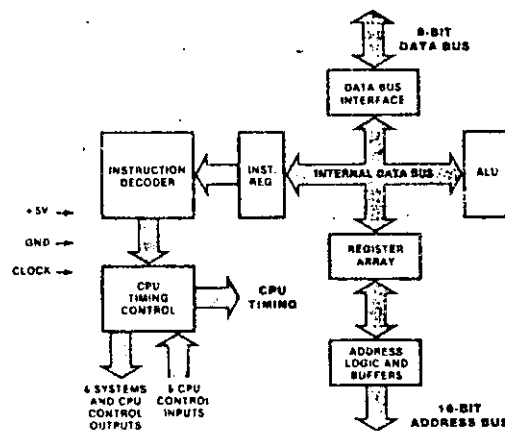 8-BIT
DATA BUS
DATA BUS
INTERFACE
INSTRUCTION
DECODER
INST.
REG
INTERNAL DATA BUS
ALU
+5V
GND
CLOCK
REGISTER
ARRAY
CPU
TIMING
CONTROL
CPU
TIMING
ADDRESS
LOGIC AND
BUFFERS
SYSTEMS
AND CPU
CONTROL
OUTPUTS
5 CPU
CONTROL
INPUTS
16-BIT
ADDRESS BUS